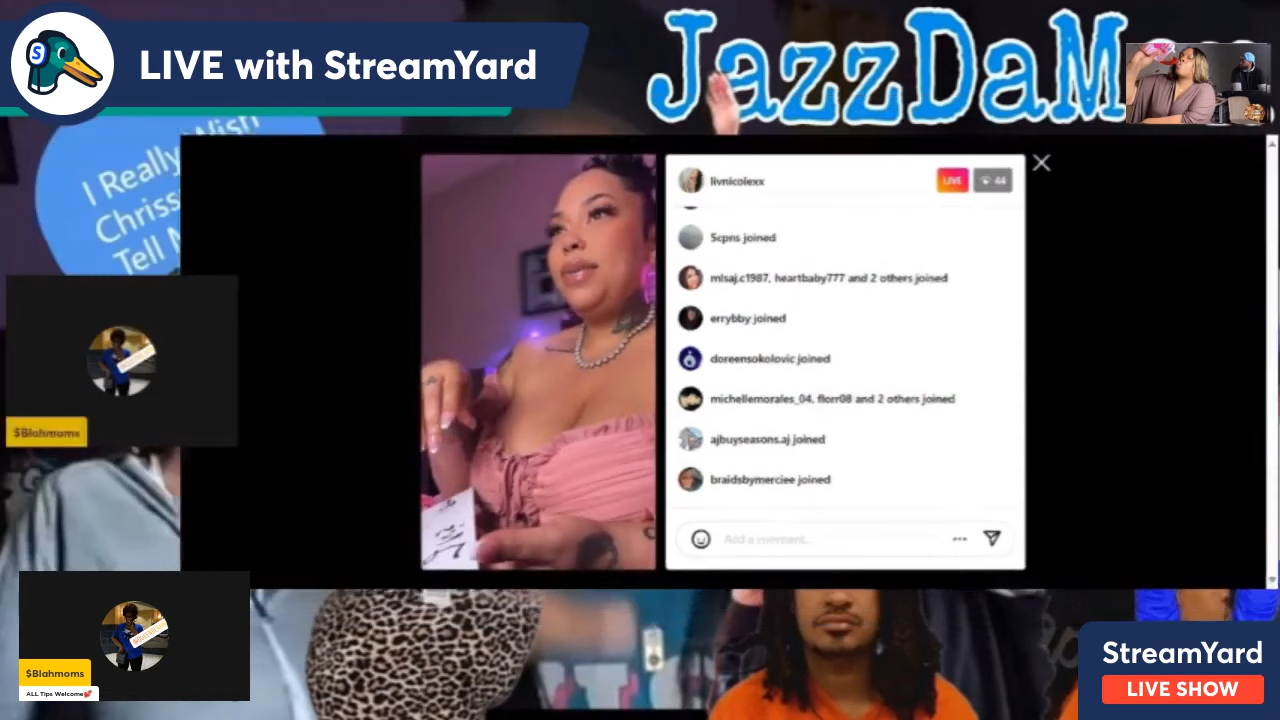 LIVE with StreamYard
JazzDaM
I Really Wish
Chriss
Tell M
livnicolexx
LIVE
44
5cpns joined
mlsaj.c1987, heartbaby777 and 2 others joined
errybby joined
doreensokolovic joined
michellemorales_04, florr08 and 2 others joined
ajbuyseasons.aj joined
braidsbymerciee joined
Add a comment...
$Blahmoms
$Blahmoms
ALL Tips Welcome💕
StreamYard
LIVE SHOW